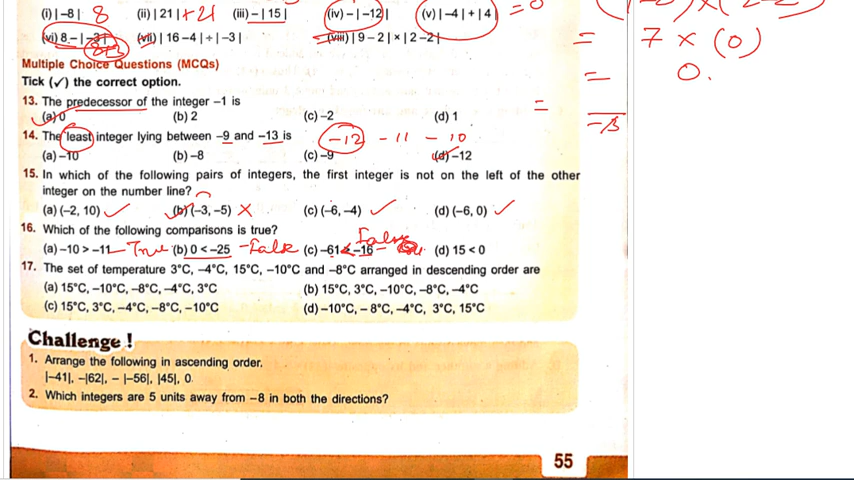 (i) |−8| 8 (ii) |21| +21 (iii) −|15| (iv) −|−12| (v) |−4| + |4| = 0
(vi) 8 − |−3| (vii) |16 − 4| ÷ |−3| (viii) |9 − 2| × |2 − 2|
= 7 × (0)
= 0.
Multiple Choice Questions (MCQs)
Tick (✓) the correct option.
13. The predecessor of the integer −1 is
(a) 0 (b) 2 (c) −2 (d) 1
14. The least integer lying between −9 and −13 is −12 − 11 − 10
(a) −10 (b) −8 (c) −9 (d) −12
15. In which of the following pairs of integers, the first integer is not on the left of the other
integer on the number line?
(a) (−2, 10) ✓ (b) (−3, −5) × (c) (−6, −4) ✓ (d) (−6, 0) ✓
16. Which of the following comparisons is true?
(a) −10 > −11 – True (b) 0 < −25 – False (c) −61 < −16 – False (d) 15 < 0
17. The set of temperature 3°C, −4°C, 15°C, −10°C and −8°C arranged in descending order are
(a) 15°C, −10°C, −8°C, −4°C, 3°C (b) 15°C, 3°C, −10°C, −8°C, −4°C
(c) 15°C, 3°C, −4°C, −8°C, −10°C (d) −10°C, − 8°C, −4°C, 3°C, 15°C
Challenge !
1. Arrange the following in ascending order.
|−41|, −|62|, − |−56|, |45|, 0
2. Which integers are 5 units away from −8 in both the directions?
55